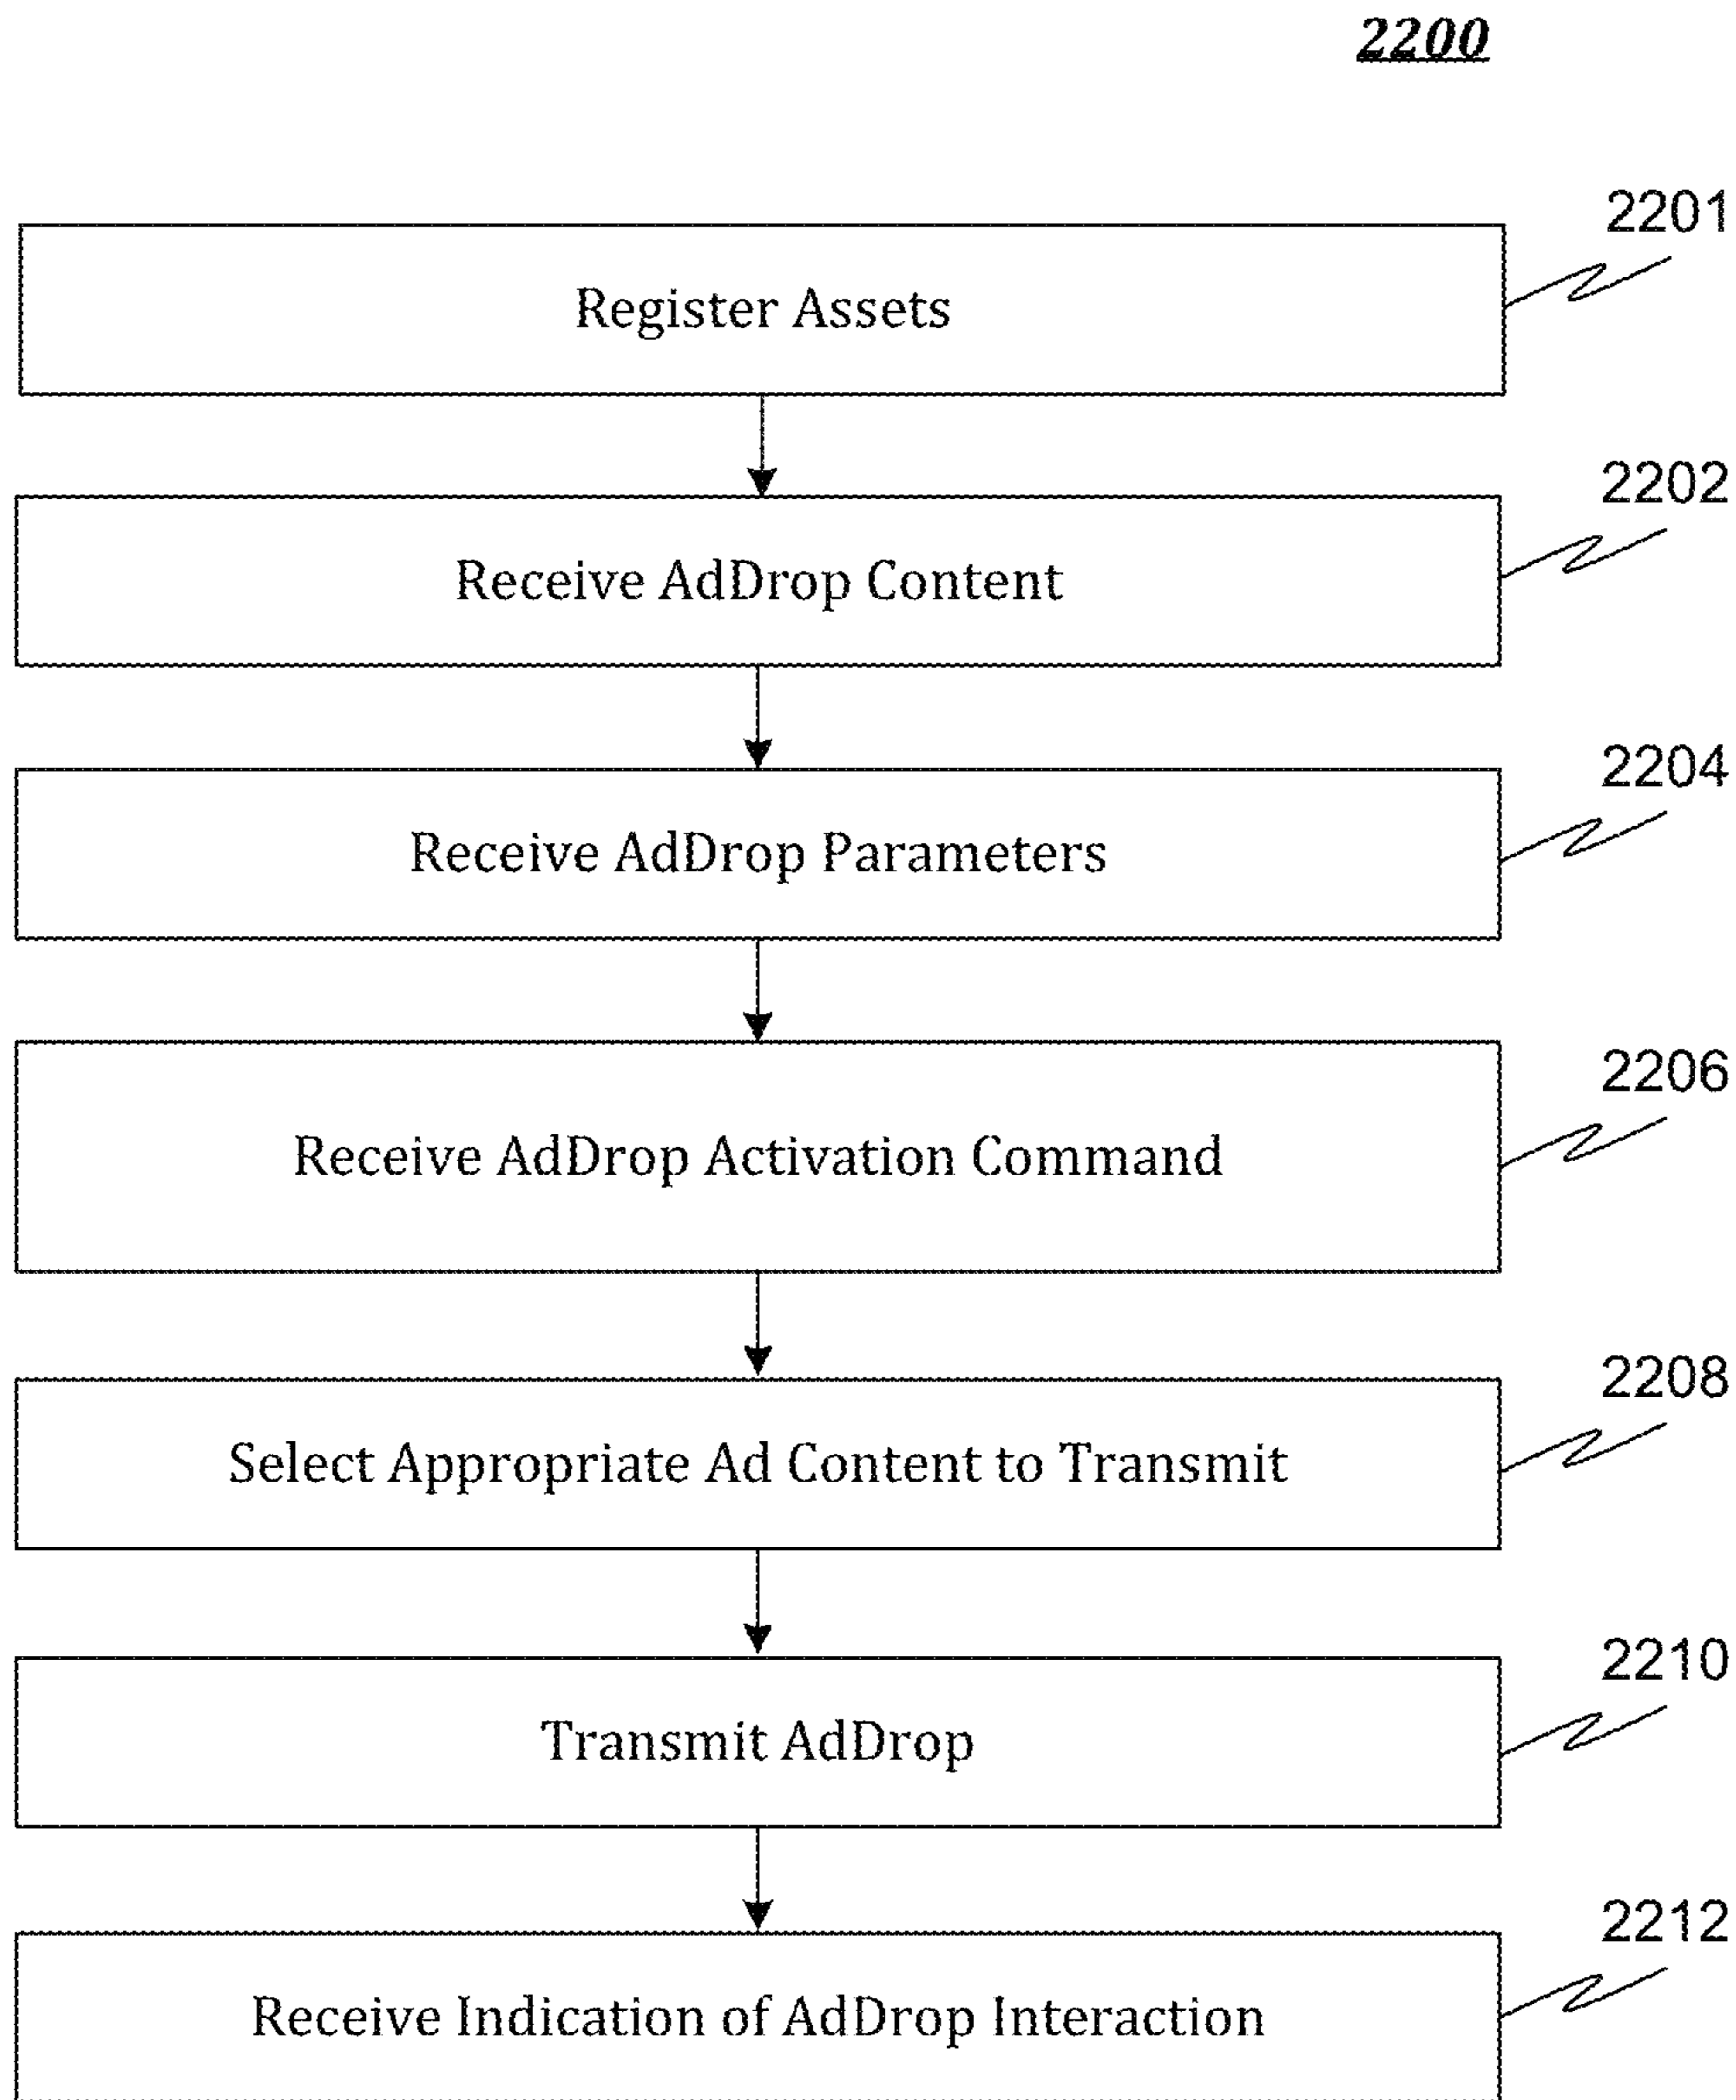 2200
2201
Register Assets
2202
Receive AdDrop Content
2204
Receive AdDrop Parameters
2206
Receive AdDrop Activation Command
2208
Select Appropriate Ad Content to Transmit
2210
Transmit AdDrop
2212
Receive Indication of AdDrop Interaction